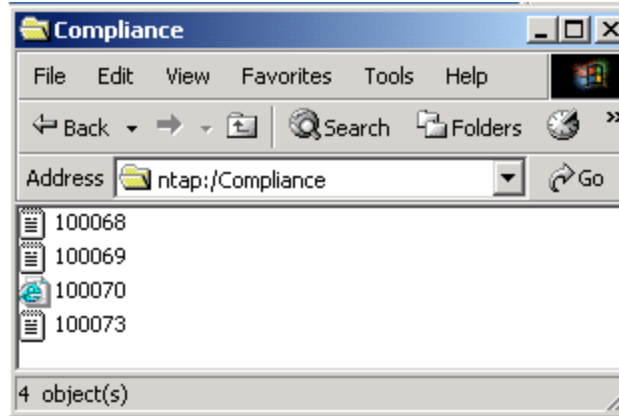 Compliance
File Edit View Favorites Tools Help
Back Search Folders »
Address ntap:/Compliance Go
100068
100069
100070
100073
4 object(s)